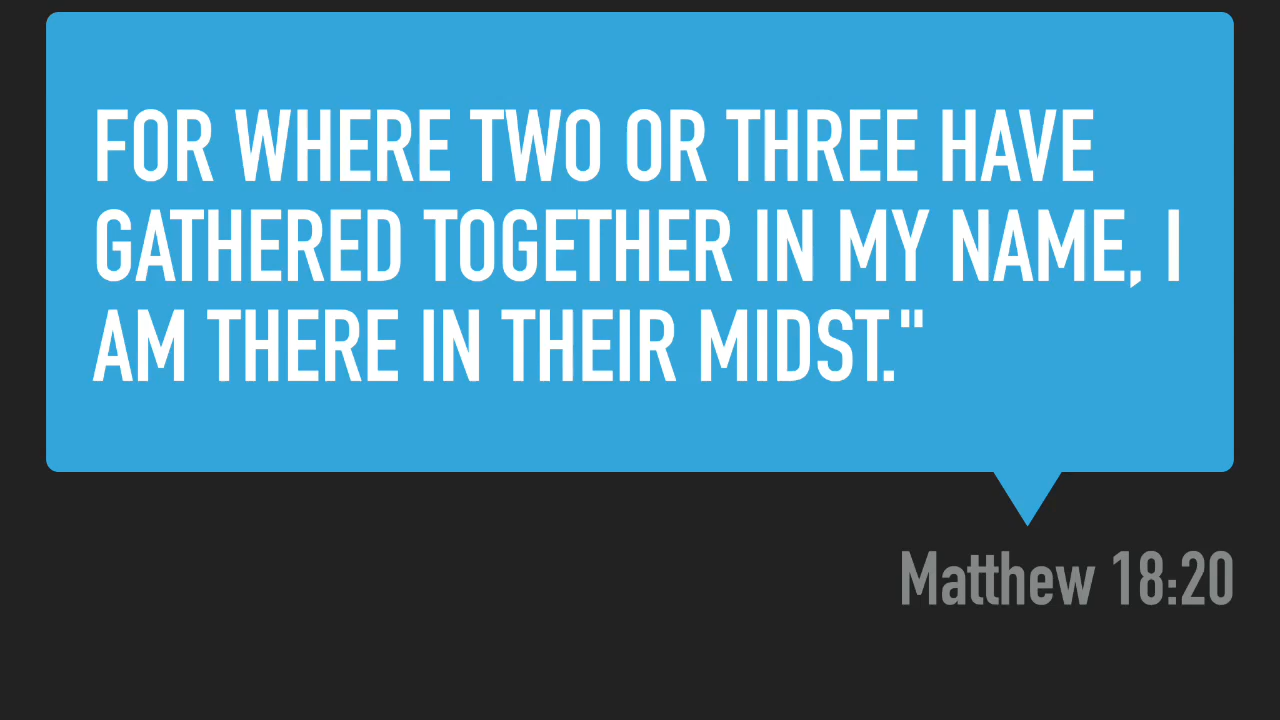 FOR WHERE TWO OR THREE HAVE
GATHERED TOGETHER IN MY NAME, I
AM THERE IN THEIR MIDST."
Matthew 18:20